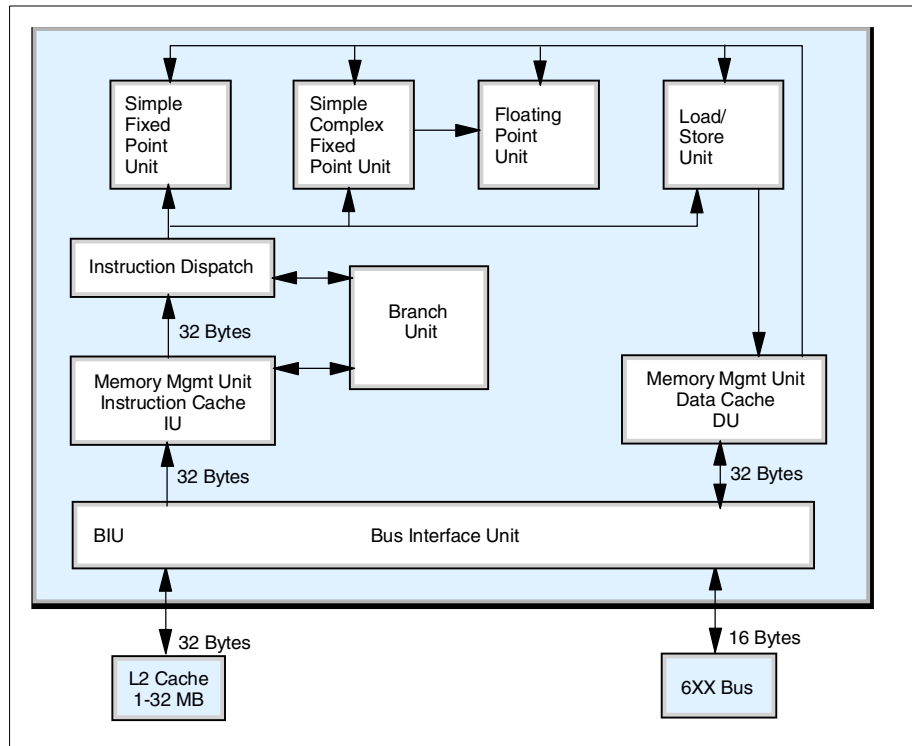 Simple
Fixed
Point
Unit
Simple
Complex
Fixed
Point Unit
Floating
Point
Unit
Load/
Store
Unit
Instruction Dispatch
Branch
Unit
32 Bytes
Memory Mgmt Unit
Instruction Cache
IU
Memory Mgmt Unit
Data Cache
DU
32 Bytes
32 Bytes
BIU
Bus Interface Unit
32 Bytes
16 Bytes
L2 Cache
1-32 MB
6XX Bus